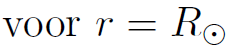 voor r = R⊙